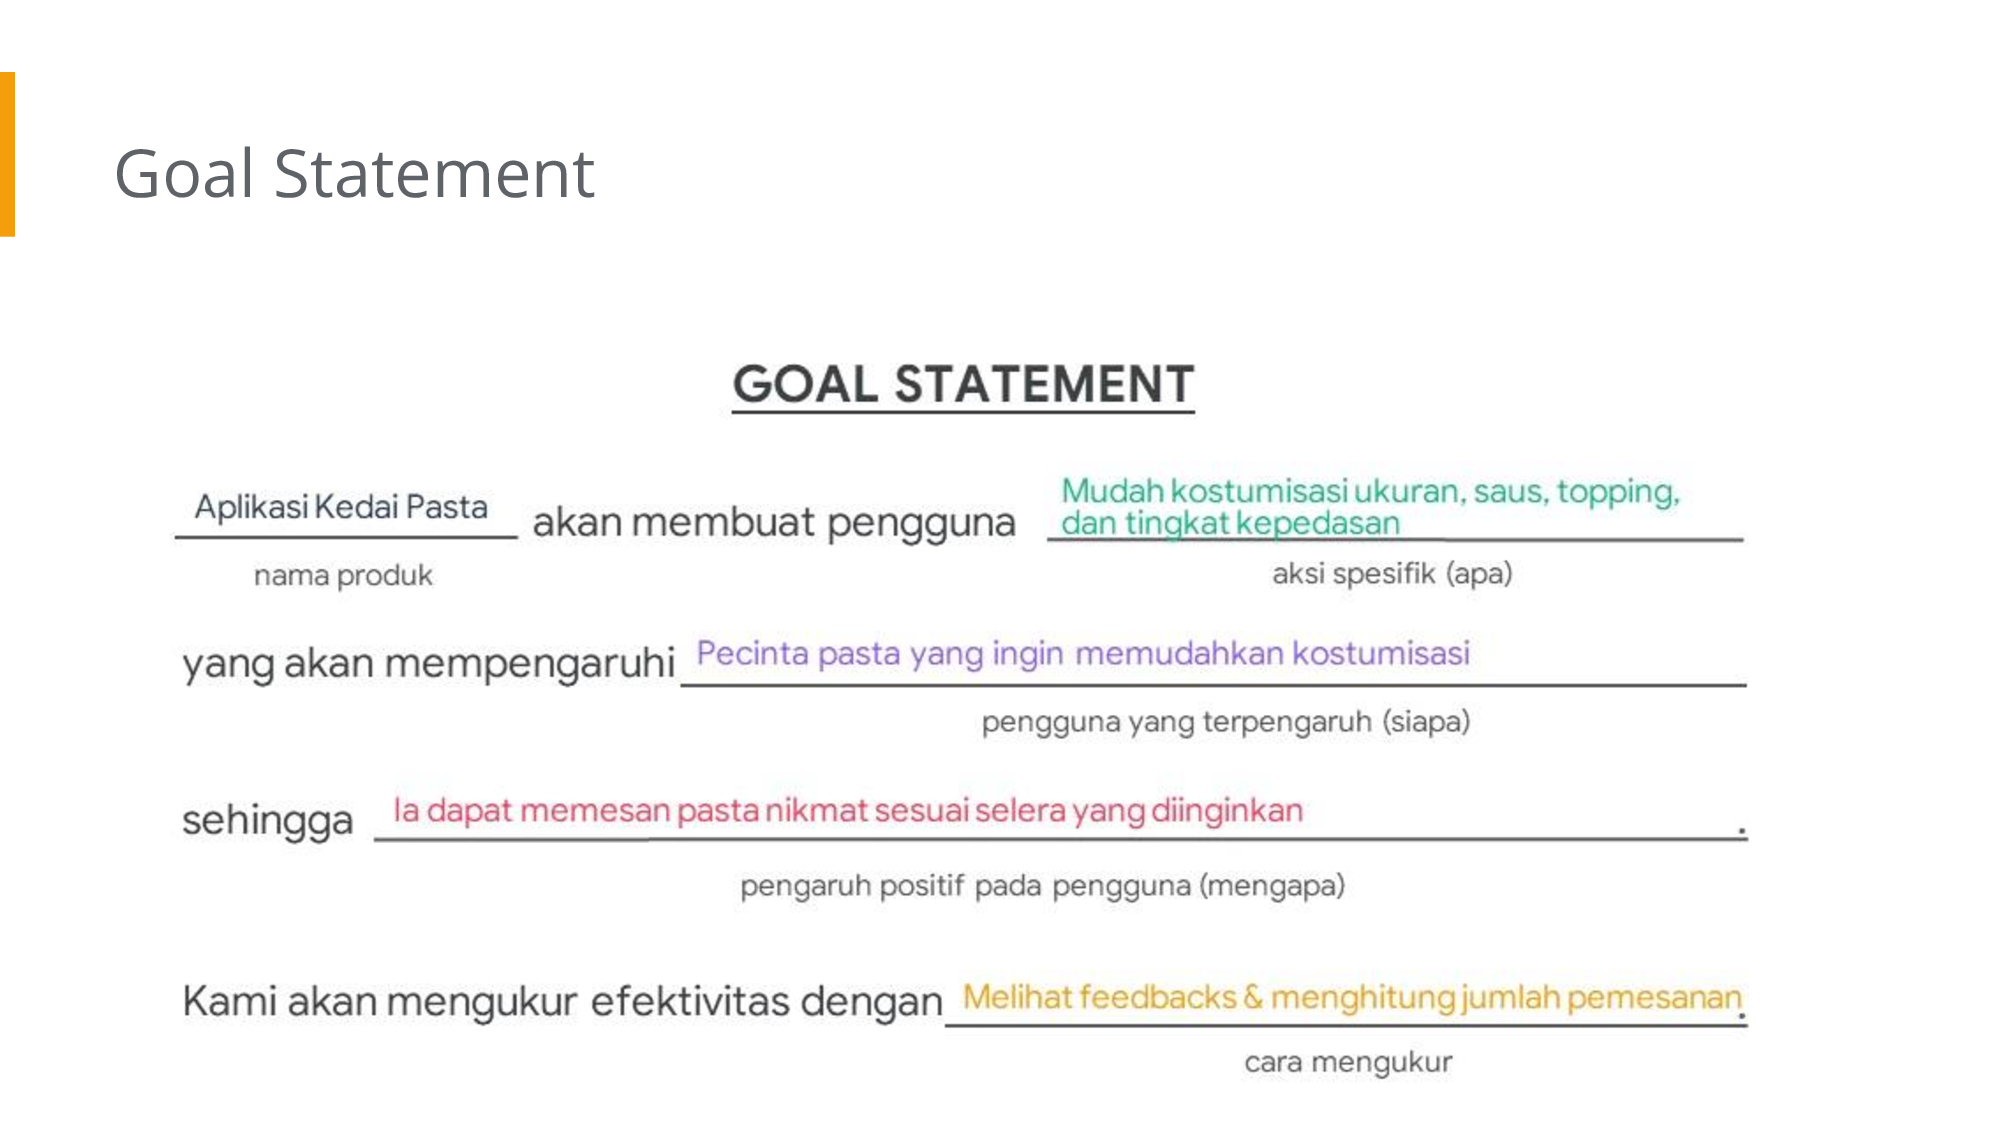 Goal Statement
GOAL STATEMENT
Aplikasi Kedai Pasta akan membuat pengguna Mudah kostumisasi ukuran, saus, topping,
dan tingkat kepedasan
nama produk aksi spesifik (apa)
yang akan mempengaruhi Pecinta pasta yang ingin memudahkan kostumisasi
pengguna yang terpengaruh (siapa)
sehingga Ia dapat memesan pasta nikmat sesuai selera yang diinginkan .
pengaruh positif pada pengguna (mengapa)
Kami akan mengukur efektivitas dengan Melihat feedbacks & menghitung jumlah pemesanan .
cara mengukur